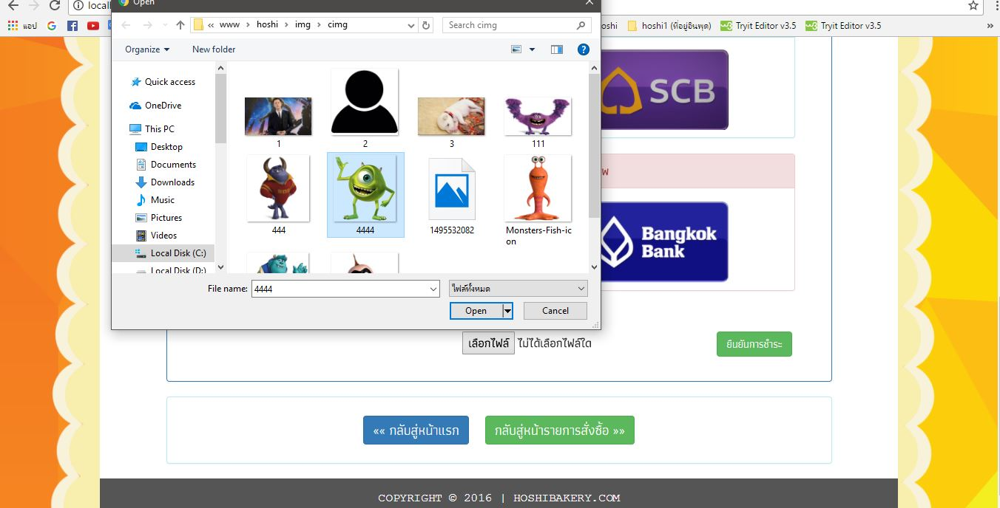 Open
locall
แอป
oshi
hoshi1 (ที่อยู่อินพุด)
Tryit Editor v3.5
Tryit Editor v3.5
»
« www › hoshi › img › cimg
Search cimg
Organize
New folder
Quick access
OneDrive
This PC
Desktop
Documents
Downloads
Music
Pictures
Videos
Local Disk (C:)
Local Disk (D:)
1
2
3
111
444
4444
1495532082
Monsters-Fish-ic
on
File name: 4444
ไฟล์ทั้งหมด
Open
Cancel
SCB
พ
Bangkok
Bank
เลือกไฟล์ ไม่ได้เลือกไฟล์ใด
ยืนยันการชำระ
«« กลับสู่หน้าแรก
กลับสู่หน้ารายการสั่งซื้อ »»
COPYRIGHT © 2016 | HOSHIBAKERY.COM